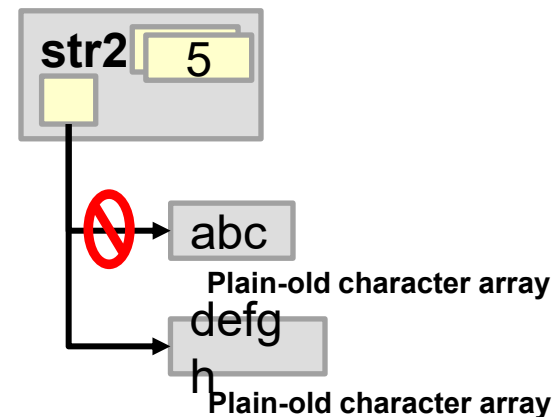 str2 5
abc
Plain-old character array
defg
h
Plain-old character array